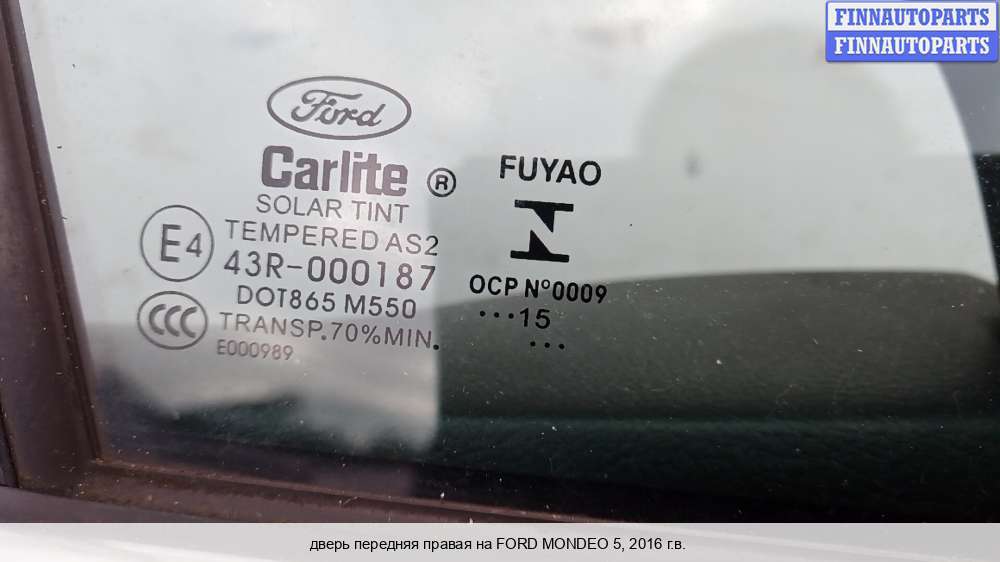 FINNAUTOPARTS
FINNAUTOPARTS
Ford
Carlite ®
SOLAR TINT
TEMPERED AS2
E4
43R-000187
DOT865 M550
CCC
TRANSP.70%MIN.
E000989
FUYAO
OCP Nº0009
...15
...
дверь передняя правая на FORD MONDEO 5, 2016 г.в.